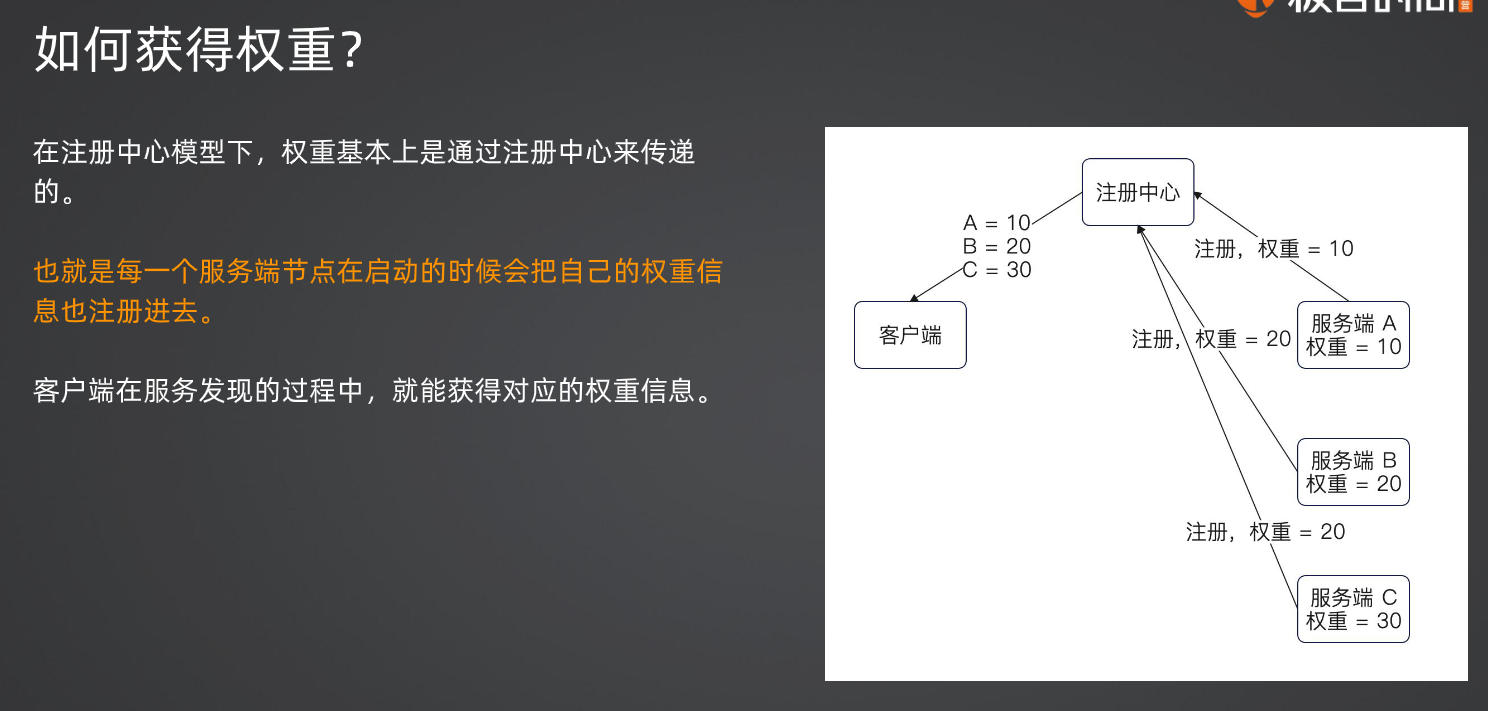 如何获得权重?
在注册中心模型下，权重基本上是通过注册中心来传递
的。
也就是每一个服务端节点在启动的时候会把自己的权重信
息也注册进去。
客户端在服务发现的过程中，就能获得对应的权重信息。
注册中心
A = 10
B = 20
C = 30
注册，权重 = 10
客户端
服务端 A
权重 = 10
注册，权重 = 20
服务端 B
权重 = 20
注册，权重 = 20
服务端 C
权重 = 30